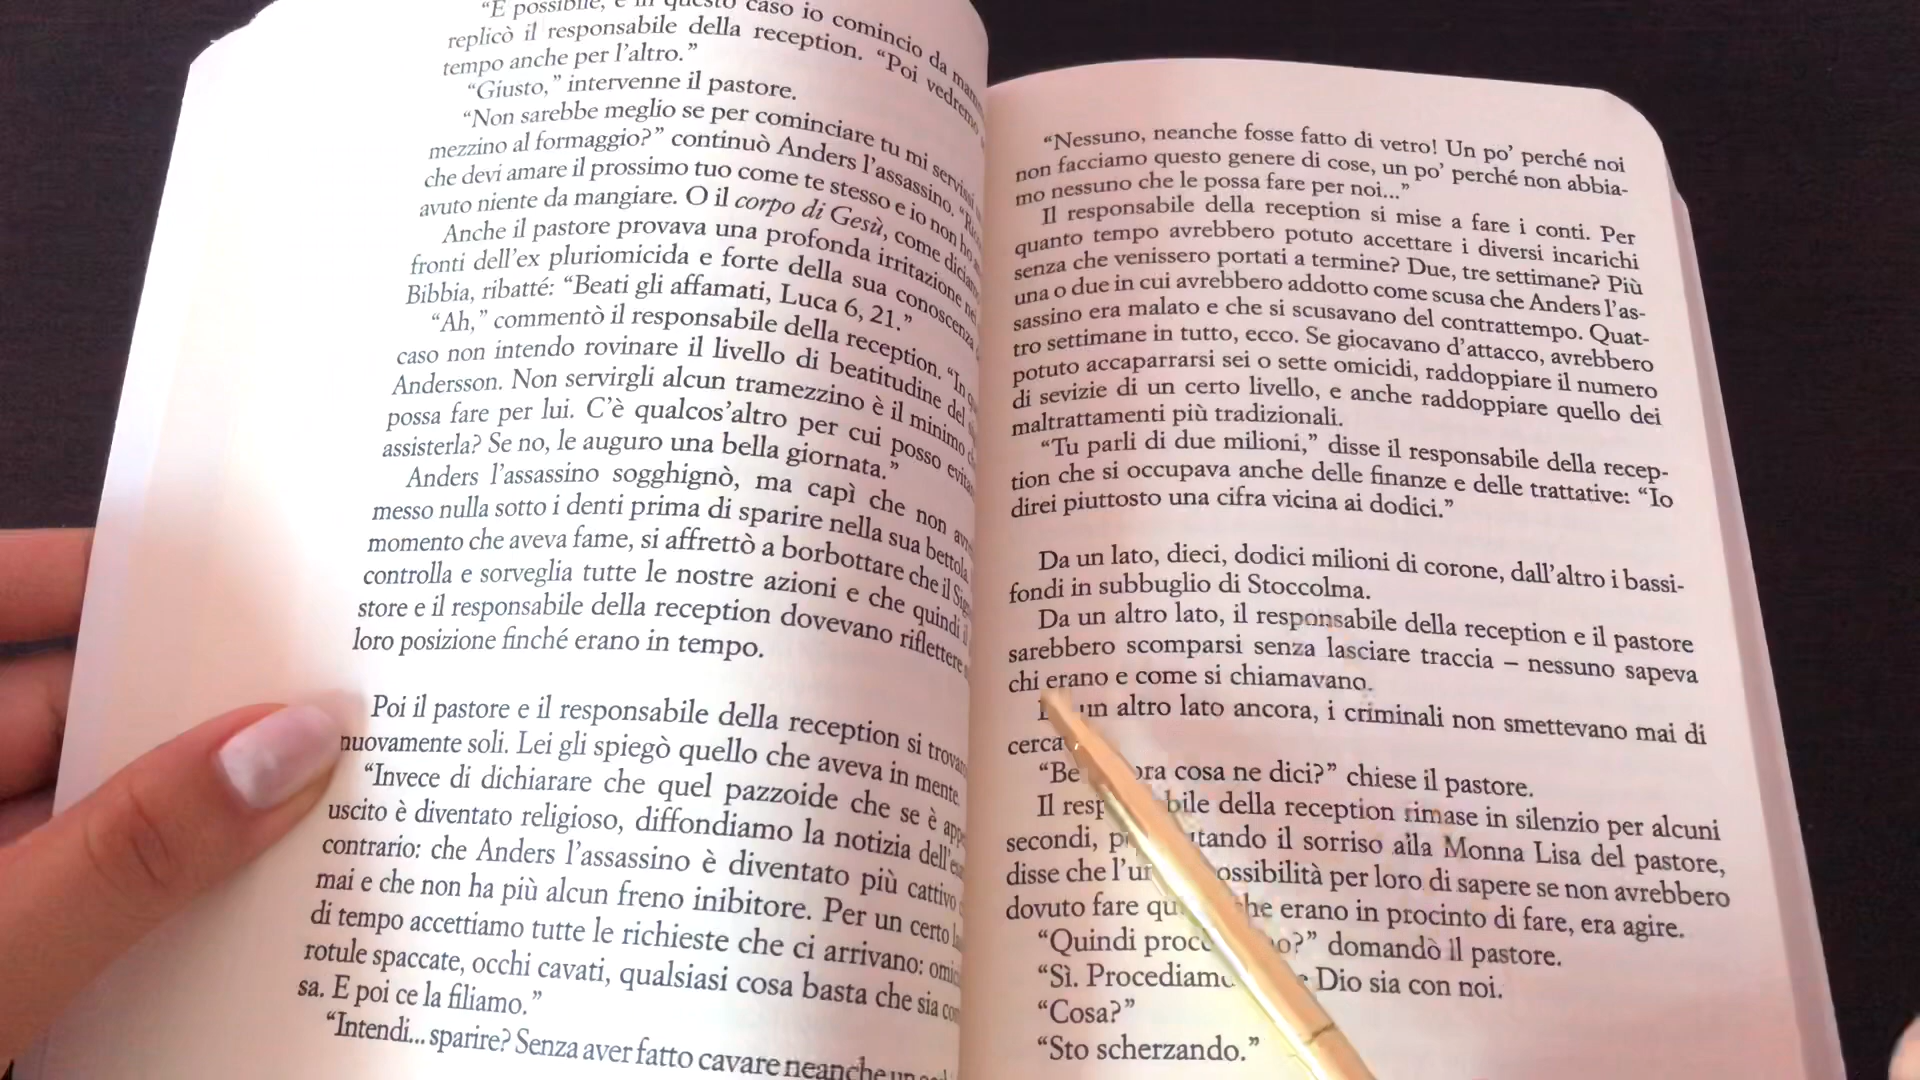 “È possibile, e in questo caso io comincio da
replicò il responsabile della reception. “Poi vedremo
tempo anche per l’altro.”
“Giusto,” intervenne il pastore.
“Non sarebbe meglio se per cominciare tu mi servissi
mezzino al formaggio?” continuò Anders l’assassino.
che devi amare il prossimo tuo come te stesso e io non ho
avuto niente da mangiare. O il corpo di Gesù, come
Anche il pastore provava una profonda irritazione nei
fronti dell’ex pluriomicida e forte della sua conoscenza
Bibbia, ribatté: “Beati gli affamati, Luca 6, 21.”
“Ah,” commentò il responsabile della reception. “In
caso non intendo rovinare il livello di beatitudine del
Andersson. Non servirgli alcun tramezzino è il minimo
possa fare per lui. C’è qualcos’altro per cui posso
assisterla? Se no, le auguro una bella giornata.”
Anders l’assassino sogghignò, ma capì che non
messo nulla sotto i denti prima di sparire nella sua bettola
momento che aveva fame, si affrettò a borbottare che il
controlla e sorveglia tutte le nostre azioni e che quindi il
store e il responsabile della reception dovevano riflettere
loro posizione finché erano in tempo.
Poi il pastore e il responsabile della reception si
nuovamente soli. Lei gli spiegò quello che aveva in mente.
“Invece di dichiarare che quel pazzoide che se è
uscito è diventato religioso, diffondiamo la notizia
contrario: che Anders l’assassino è diventato più cattivo
mai e che non ha più alcun freno inibitore. Per un certo
di tempo accettiamo tutte le richieste che ci arrivano:
rotule spaccate, occhi cavati, qualsiasi cosa basta che sia
sa. E poi ce la filiamo.”
“Intendi... sparire? Senza aver fatto cavare neanche un
“Nessuno, neanche fosse fatto di vetro! Un po’ perché noi
non facciamo questo genere di cose, un po’ perché non abbia-
mo nessuno che le possa fare per noi...”
Il responsabile della reception si mise a fare i conti. Per
quanto tempo avrebbero potuto accettare i diversi incarichi
senza che venissero portati a termine? Due, tre settimane? Più
una o due in cui avrebbero addotto come scusa che Anders l’as-
sassino era malato e che si scusavano del contrattempo. Quat-
tro settimane in tutto, ecco. Se giocavano d’attacco, avrebbero
potuto accaparrarsi sei o sette omicidi, raddoppiare il numero
di sevizie di un certo livello, e anche raddoppiare quello dei
maltrattamenti più tradizionali.
“Tu parli di due milioni,” disse il responsabile della recep-
tion che si occupava anche delle finanze e delle trattative: “Io
direi piuttosto una cifra vicina ai dodici.”
Da un lato, dieci, dodici milioni di corone, dall’altro i bassi-
fondi in subbuglio di Stoccolma.
Da un altro lato, il responsabile della reception e il pastore
sarebbero scomparsi senza lasciare traccia – nessuno sapeva
chi erano e come si chiamavano.
un altro lato ancora, i criminali non smettevano mai di
cerca
“Be cosa ne dici?” chiese il pastore.
Il della reception rimase in silenzio per alcuni
secondi, il sorriso alla Monna Lisa del pastore,
disse che per loro di sapere se non avrebbero
dovuto fare erano in procinto di fare, era agire.
“Quindi domandò il pastore.
“Sì. Dio sia con noi.
“Cosa?”
“Sto scherzando.”